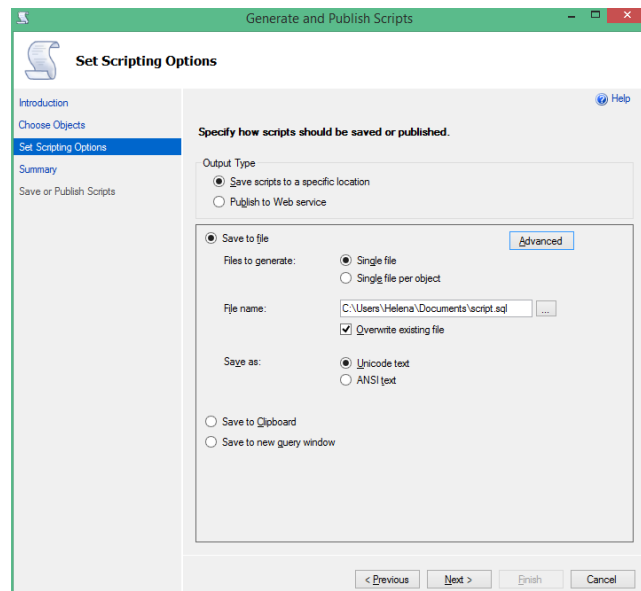 Generate and Publish Scripts
Set Scripting Options
Introduction
Choose Objects
Set Scripting Options
Summary
Save or Publish Scripts
Help
Specify how scripts should be saved or published.
Output Type
Save scripts to a specific location
Publish to Web service
Save to file
Advanced
Files to generate:
Single file
Single file per object
File name:
C:\Users\Helena\Documents\script.sql
...
Overwrite existing file
Save as:
Unicode text
ANSI text
Save to Clipboard
Save to new query window
< Previous
Next >
Finish
Cancel